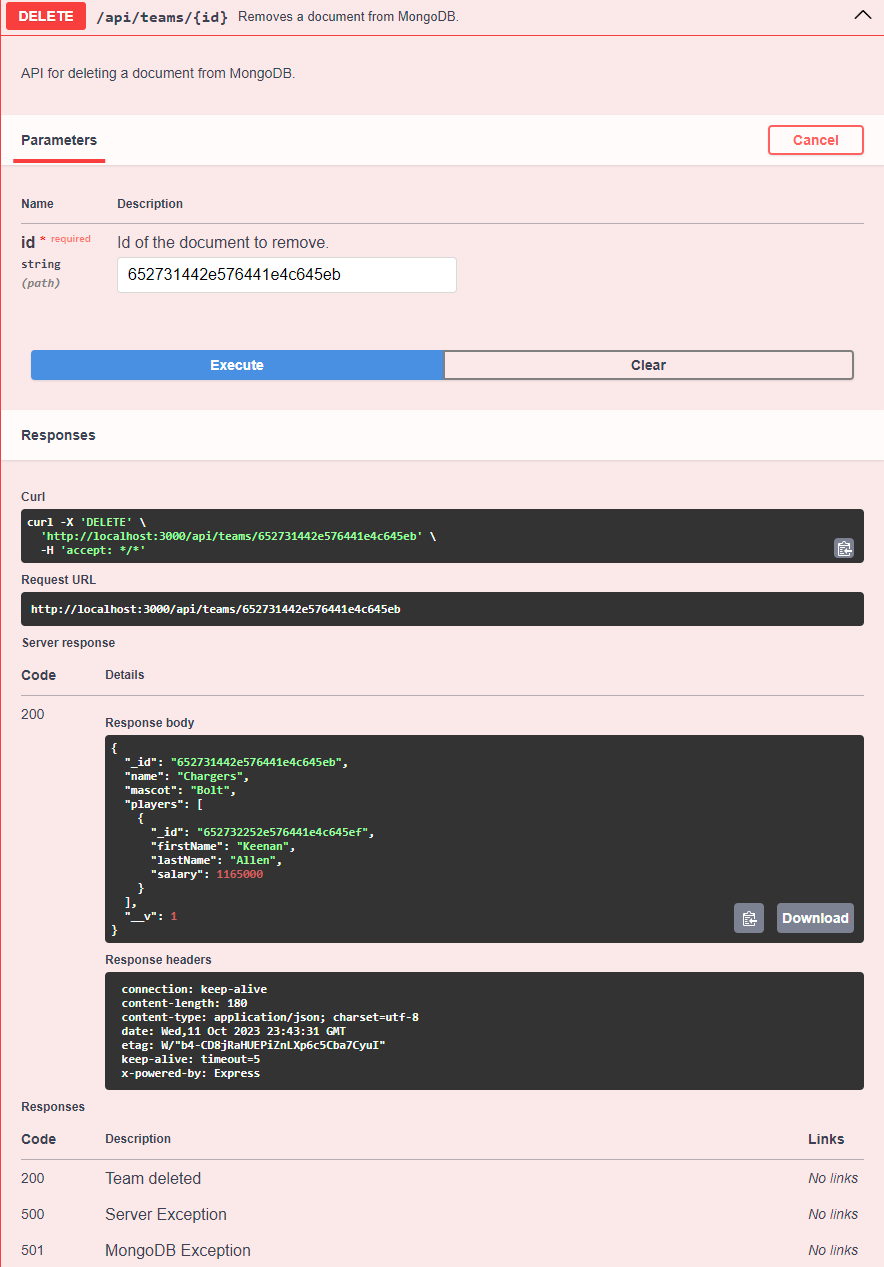 DELETE /api/teams/{id} Removes a document from MongoDB.
API for deleting a document from MongoDB.
Parameters
Cancel
Name Description
id * required
string
(path)
Id of the document to remove.
652731442e576441e4c645eb
Execute Clear
Responses
Curl
curl -X 'DELETE' \
'http://localhost:3000/api/teams/652731442e576441e4c645eb' \
-H 'accept: */*'
Request URL
http://localhost:3000/api/teams/652731442e576441e4c645eb
Server response
Code Details
200
Response body
{
"_id": "652731442e576441e4c645eb",
"name": "Chargers",
"mascot": "Bolt",
"players": [
{
"_id": "652732252e576441e4c645ef",
"firstName": "Keenan",
"lastName": "Allen",
"salary": 1165000
}
],
"__v": 1
}
Download
Response headers
connection: keep-alive
content-length: 180
content-type: application/json; charset=utf-8
date: Wed,11 Oct 2023 23:43:31 GMT
etag: W/"b4-CD8jRaHUEPiZnLXp6c5Cba7CyuI"
keep-alive: timeout=5
x-powered-by: Express
Responses
Code Description Links
200 Team deleted No links
500 Server Exception No links
501 MongoDB Exception No links